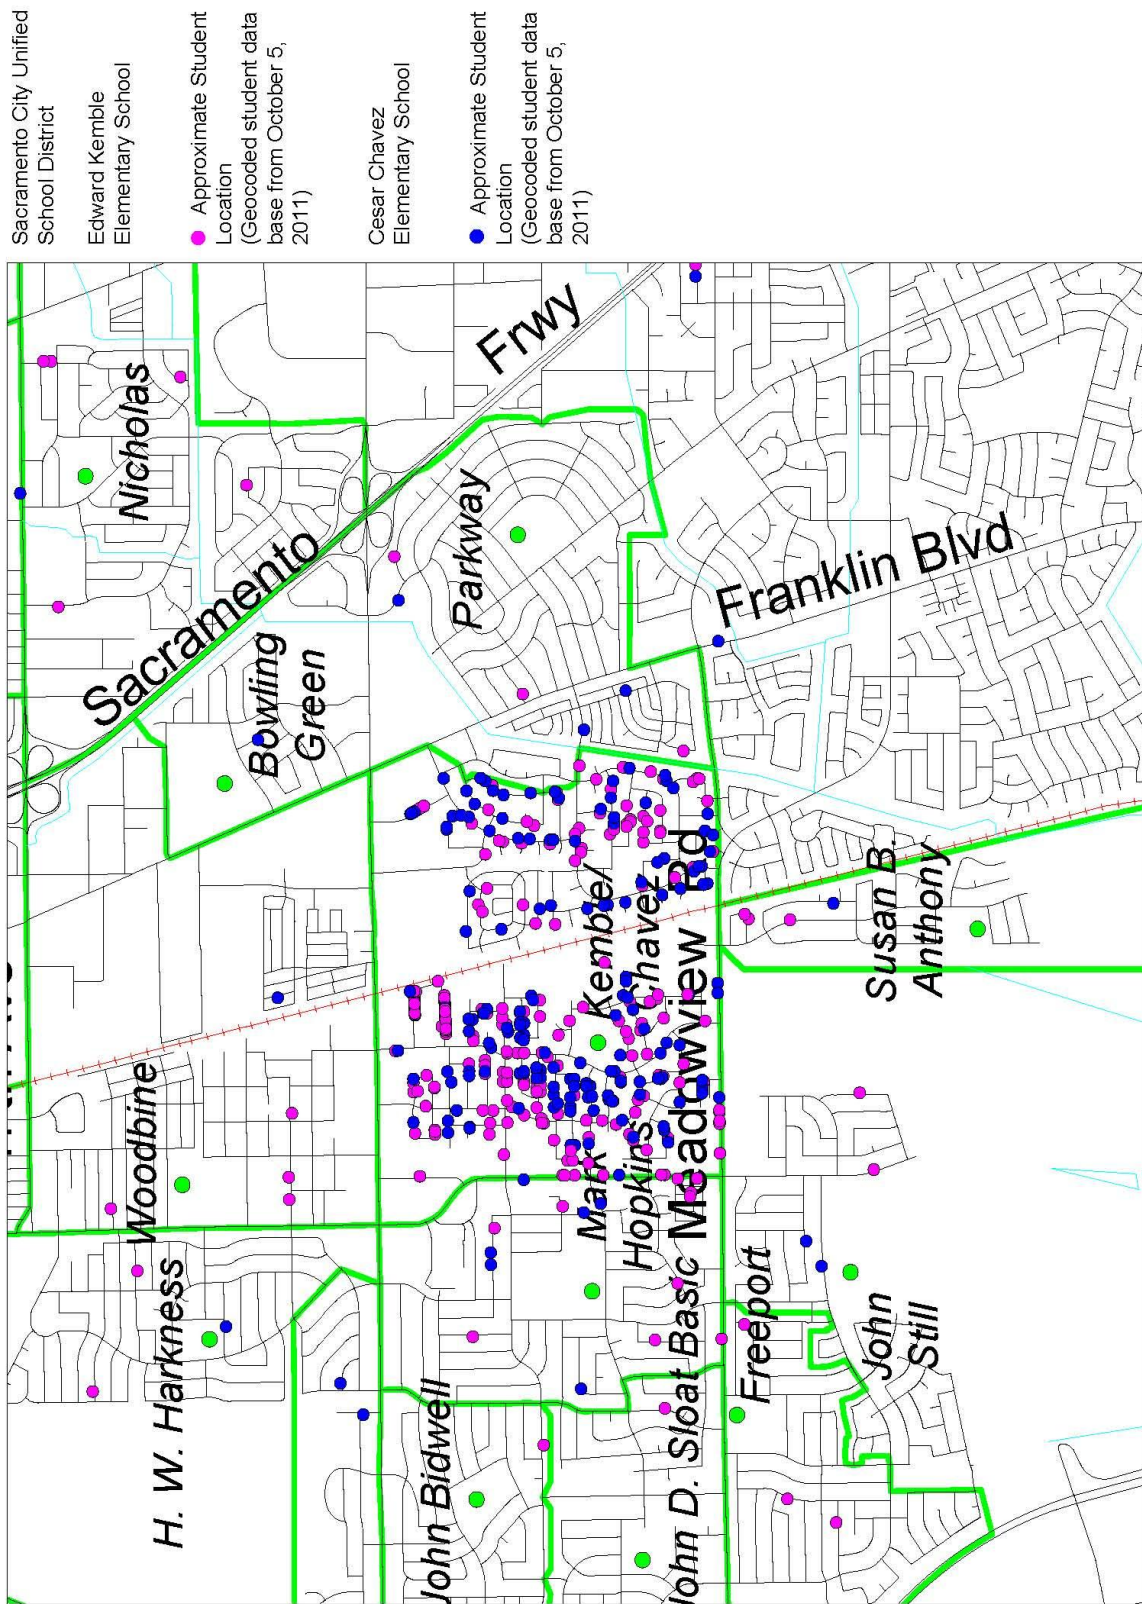 Sacramento City Unified
School District
Edward Kemble
Elementary School
Approximate Student
Location
(Geocoded student data
base from October 5,
2011)
Cesar Chavez
Elementary School
Approximate Student
Location
(Geocoded student data
base from October 5,
2011)
Nicholas
Sacramento
Frwy
Bowling
Green
Parkway
Franklin Blvd
Woodbine
Kemble/
Chavez
Meadowview Rd
Susan B.
Anthony
H. W. Harkness
Mark
Hopkins
John Bidwell
John D. Sloat Basic
Freeport
John
Still